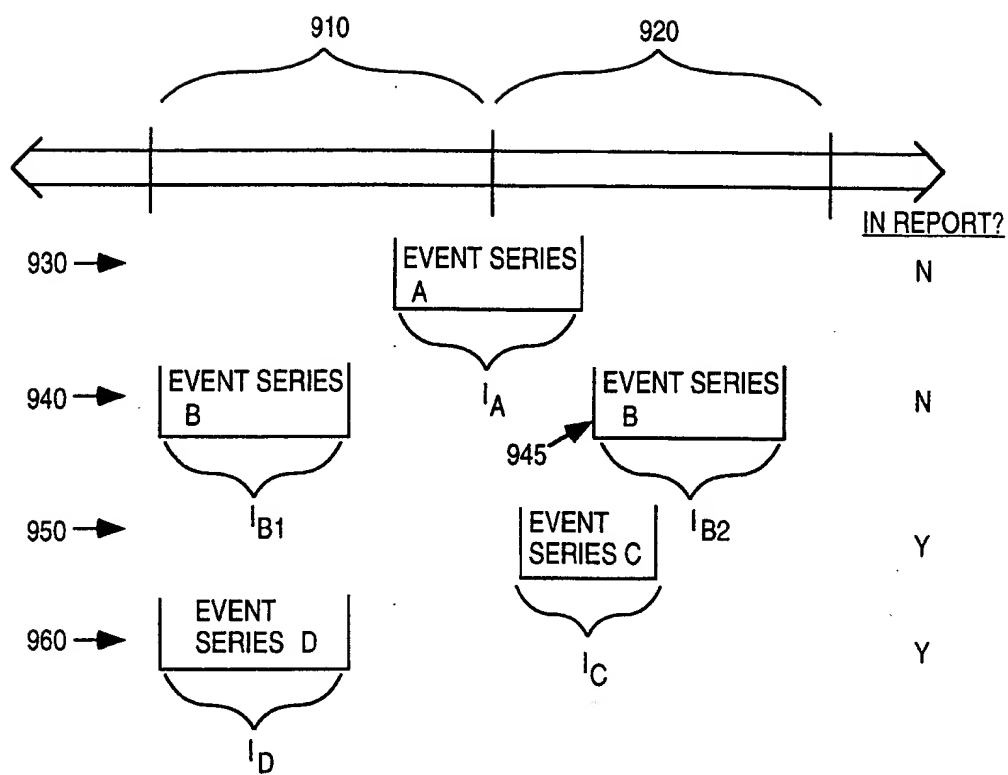 910
920
IN REPORT?
930
EVENT SERIES
A
N
I_A
940
EVENT SERIES
B
945
EVENT SERIES
B
N
I_B1
I_B2
950
EVENT
SERIES C
Y
I_C
960
EVENT
SERIES D
Y
I_D